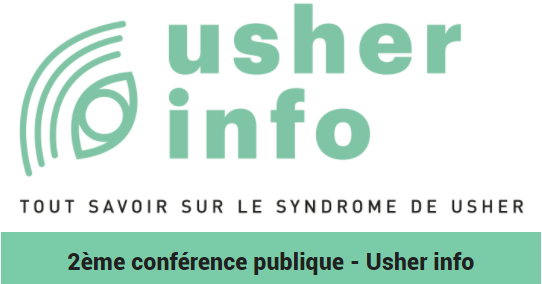 usher
info
TOUT SAVOIR SUR LE SYNDROME DE USHER
2ème conférence publique - Usher info